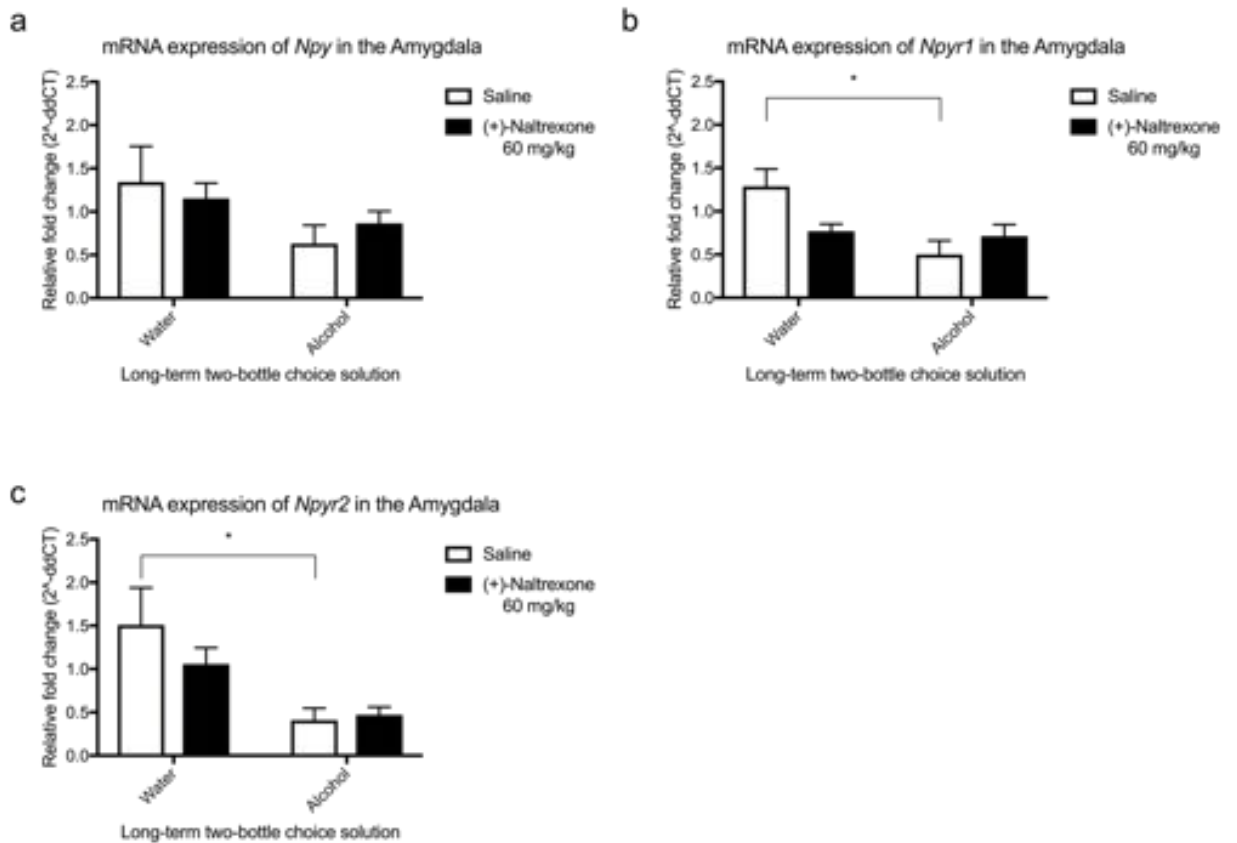 a
mRNA expression of Npy in the Amygdala
Relative fold change (2^-ddCT)
2.5
2.0
1.5
1.0
0.5
0.0
Water
Alcohol
Long-term two-bottle choice solution
Saline
(+)-Naltrexone
60 mg/kg
b
mRNA expression of Npyr1 in the Amygdala
Relative fold change (2^-ddCT)
2.5
2.0
1.5
1.0
0.5
0.0
*
Water
Alcohol
Long-term two-bottle choice solution
Saline
(+)-Naltrexone
60 mg/kg
c
mRNA expression of Npyr2 in the Amygdala
Relative fold change (2^-ddCT)
2.5
2.0
1.5
1.0
0.5
0.0
*
Water
Alcohol
Long-term two-bottle choice solution
Saline
(+)-Naltrexone
60 mg/kg